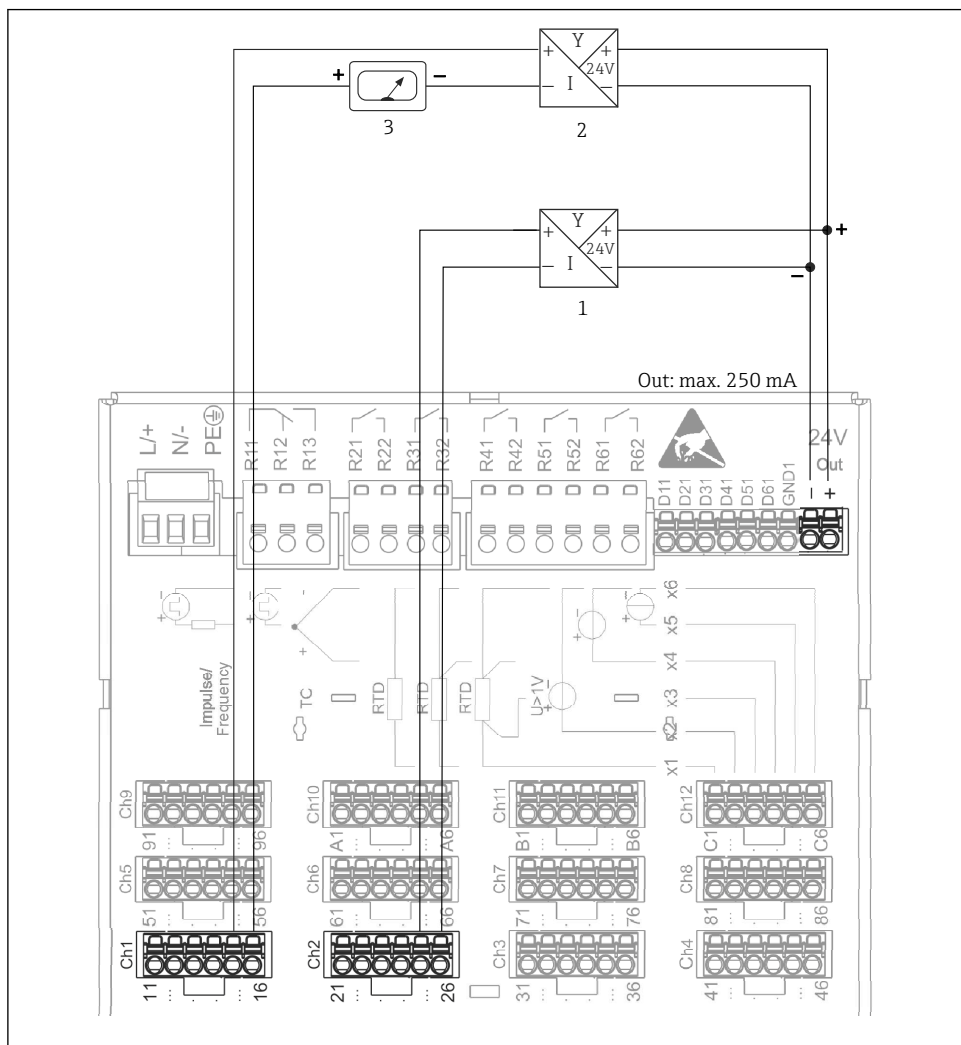 Y
+ +
24V
− I −
2
+ −
3
Y
+ +
24V
− I −
1
+
−
Out: max. 250 mA
L/+ N/- PE R11 R12 R13 R21 R22 R31 R32 R41 R42 R51 R52 R61 R62
24V
Out
D11 D21 D31 D41 D51 D61 GND1 − +
Impulse/
Frequency
TC
RTD RTD RTD
U>1V
x6
x5
x4
x3
x2
x1
Ch9 Ch10 Ch11 Ch12
91 ... . ... 96 A1 ... . ... A6 B1 ... . ... B6 C1 ... . ... C6
Ch5 Ch6 Ch7 Ch8
51 ... . ... 56 61 ... . ... 66 71 ... . ... 76 81 ... . ... 86
Ch1 Ch2 Ch3 Ch4
11 ... . ... 16 21 ... . ... 26 31 ... . ... 36 41 ... . ... 46